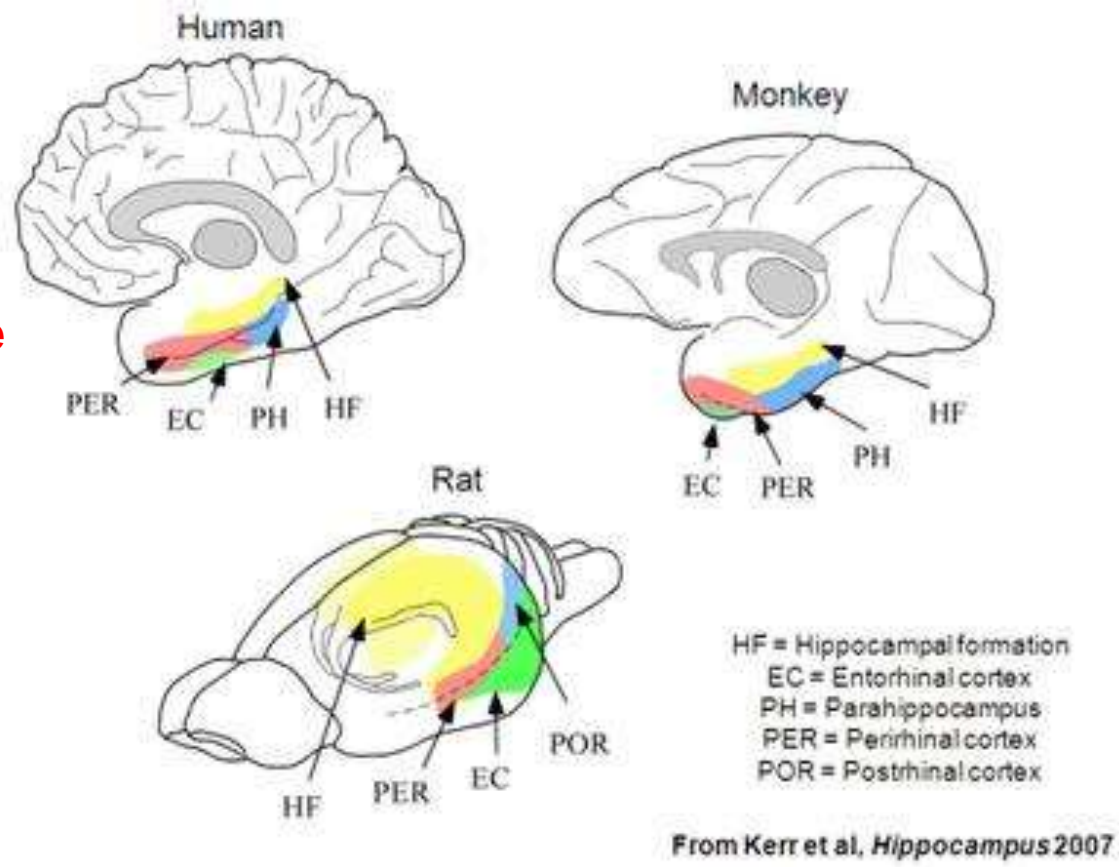 Human
PER
EC
PH
HF
Monkey
HF
PH
EC
PER
Rat
HF
PER
EC
POR
HF = Hippocampal formation
EC = Entorhinal cortex
PH = Parahippocampus
PER = Perirhinal cortex
POR = Postrhinal cortex
From Kerr et al, Hippocampus 2007